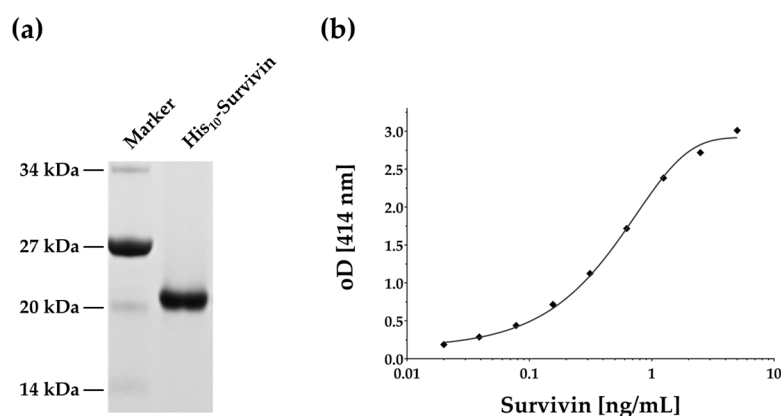 (a)
Marker
His10-Survivin
34 kDa
27 kDa
20 kDa
14 kDa
(b)
oD [414 nm]
3.0
2.5
2.0
1.5
1.0
0.5
0.0
0.01
0.1
1
10
Survivin [ng/mL]